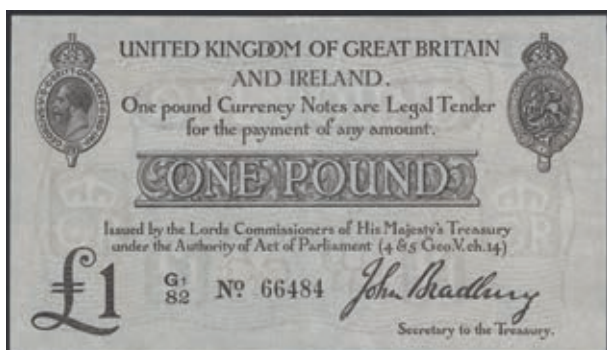 UNITED KINGDOM OF GREAT BRITAIN
AND IRELAND.
One pound Currency Notes are Legal Tender
for the payment of any amount.
ONE POUND
Issued by the Lords Commissioners of His Majesty's Treasury
under the Authority of Act of Parliament (4 & 5 Geo.V. ch.14)
£1 G1/82 Nº 66484 John Bradbury
Secretary to the Treasury.